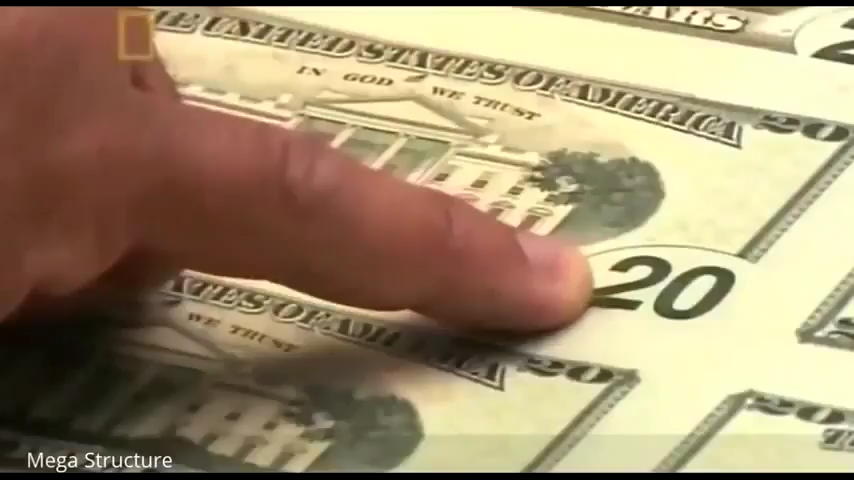 THE UNITED STATES OF AMERICA
IN GOD WE TRUST
20
20
STATES OF AMERICA
WE TRUST
20
20
Mega Structure